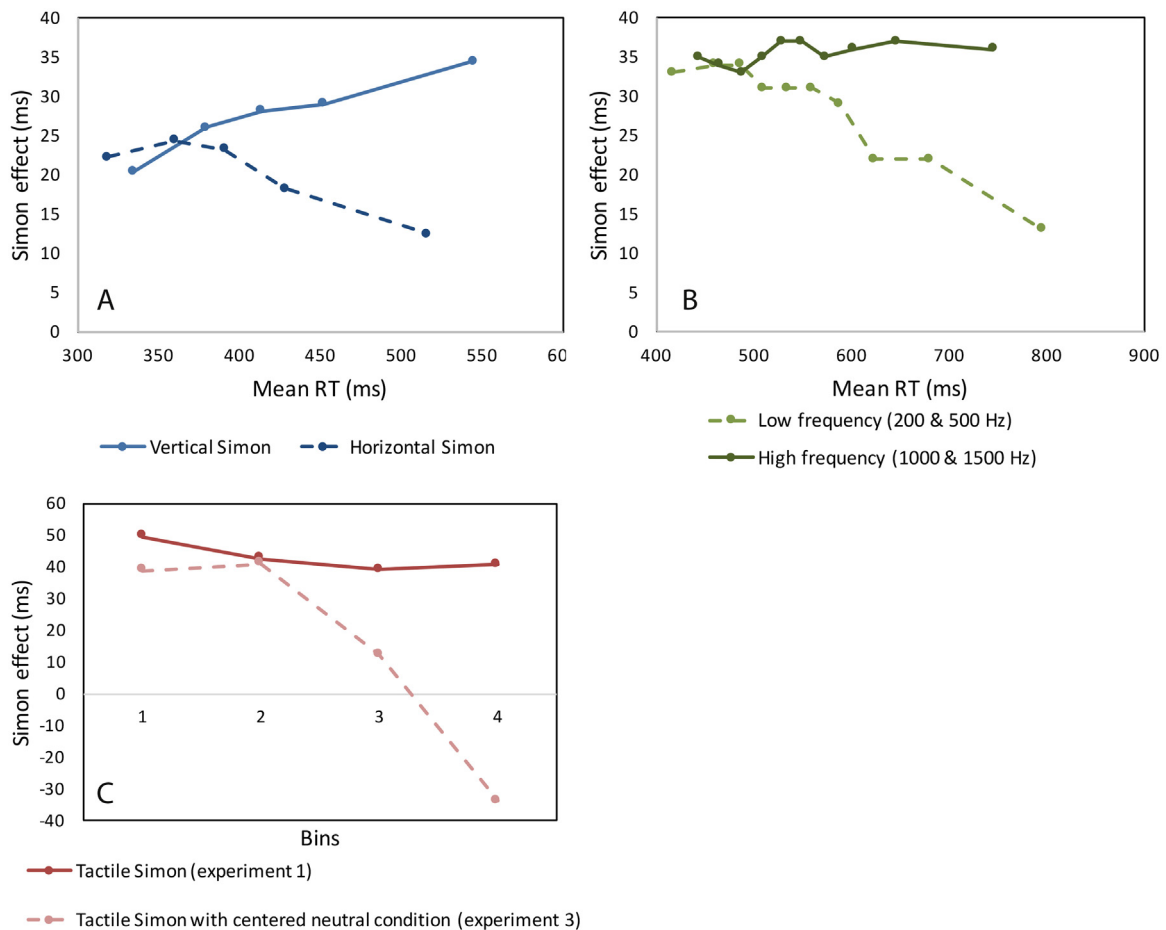 40
35
30
25
20
15
10
5
0
Simon effect (ms)
A
300 350 400 450 500 550 60
Mean RT (ms)
Vertical Simon Horizontal Simon
40
35
30
25
20
15
10
5
0
Simon effect (ms)
B
400 500 600 700 800 900
Mean RT (ms)
Low frequency (200 & 500 Hz)
High frequency (1000 & 1500 Hz)
60
50
40
30
20
10
0
-10
-20
-30
-40
Simon effect (ms)
1 2 3 4
C
Bins
Tactile Simon (experiment 1)
Tactile Simon with centered neutral condition (experiment 3)